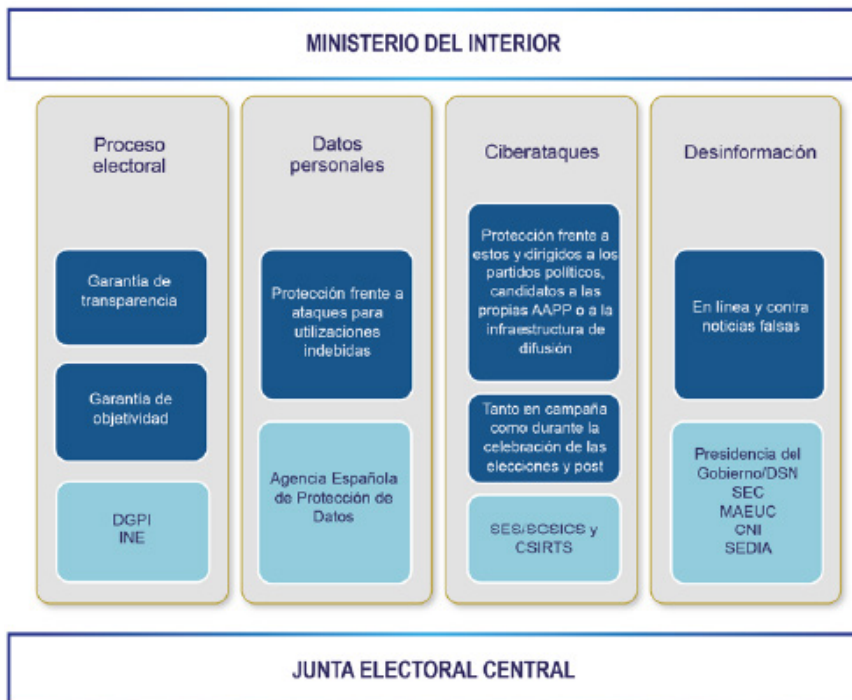 MINISTERIO DEL INTERIOR
Proceso
electoral
Garantía de
transparencia
Garantía de
objetividad
DGPI
INE
Datos
personales
Protección frente a
ataques para
utilizaciones
indebidas
Agencia Española
de Protección de
Datos
Ciberataques
Protección frente a
estos y dirigidos a los
partidos políticos,
candidatos a las
propias AAPP o a la
infraestructura de
difusión
Tanto en campaña
como durante la
celebración de las
elecciones y post
y
CSIRTS
Desinformación
En línea y contra
noticias falsas
Presidencia del
Gobierno/DSN
SEC
MAEUC
CNI
SEDIA
JUNTA ELECTORAL CENTRAL